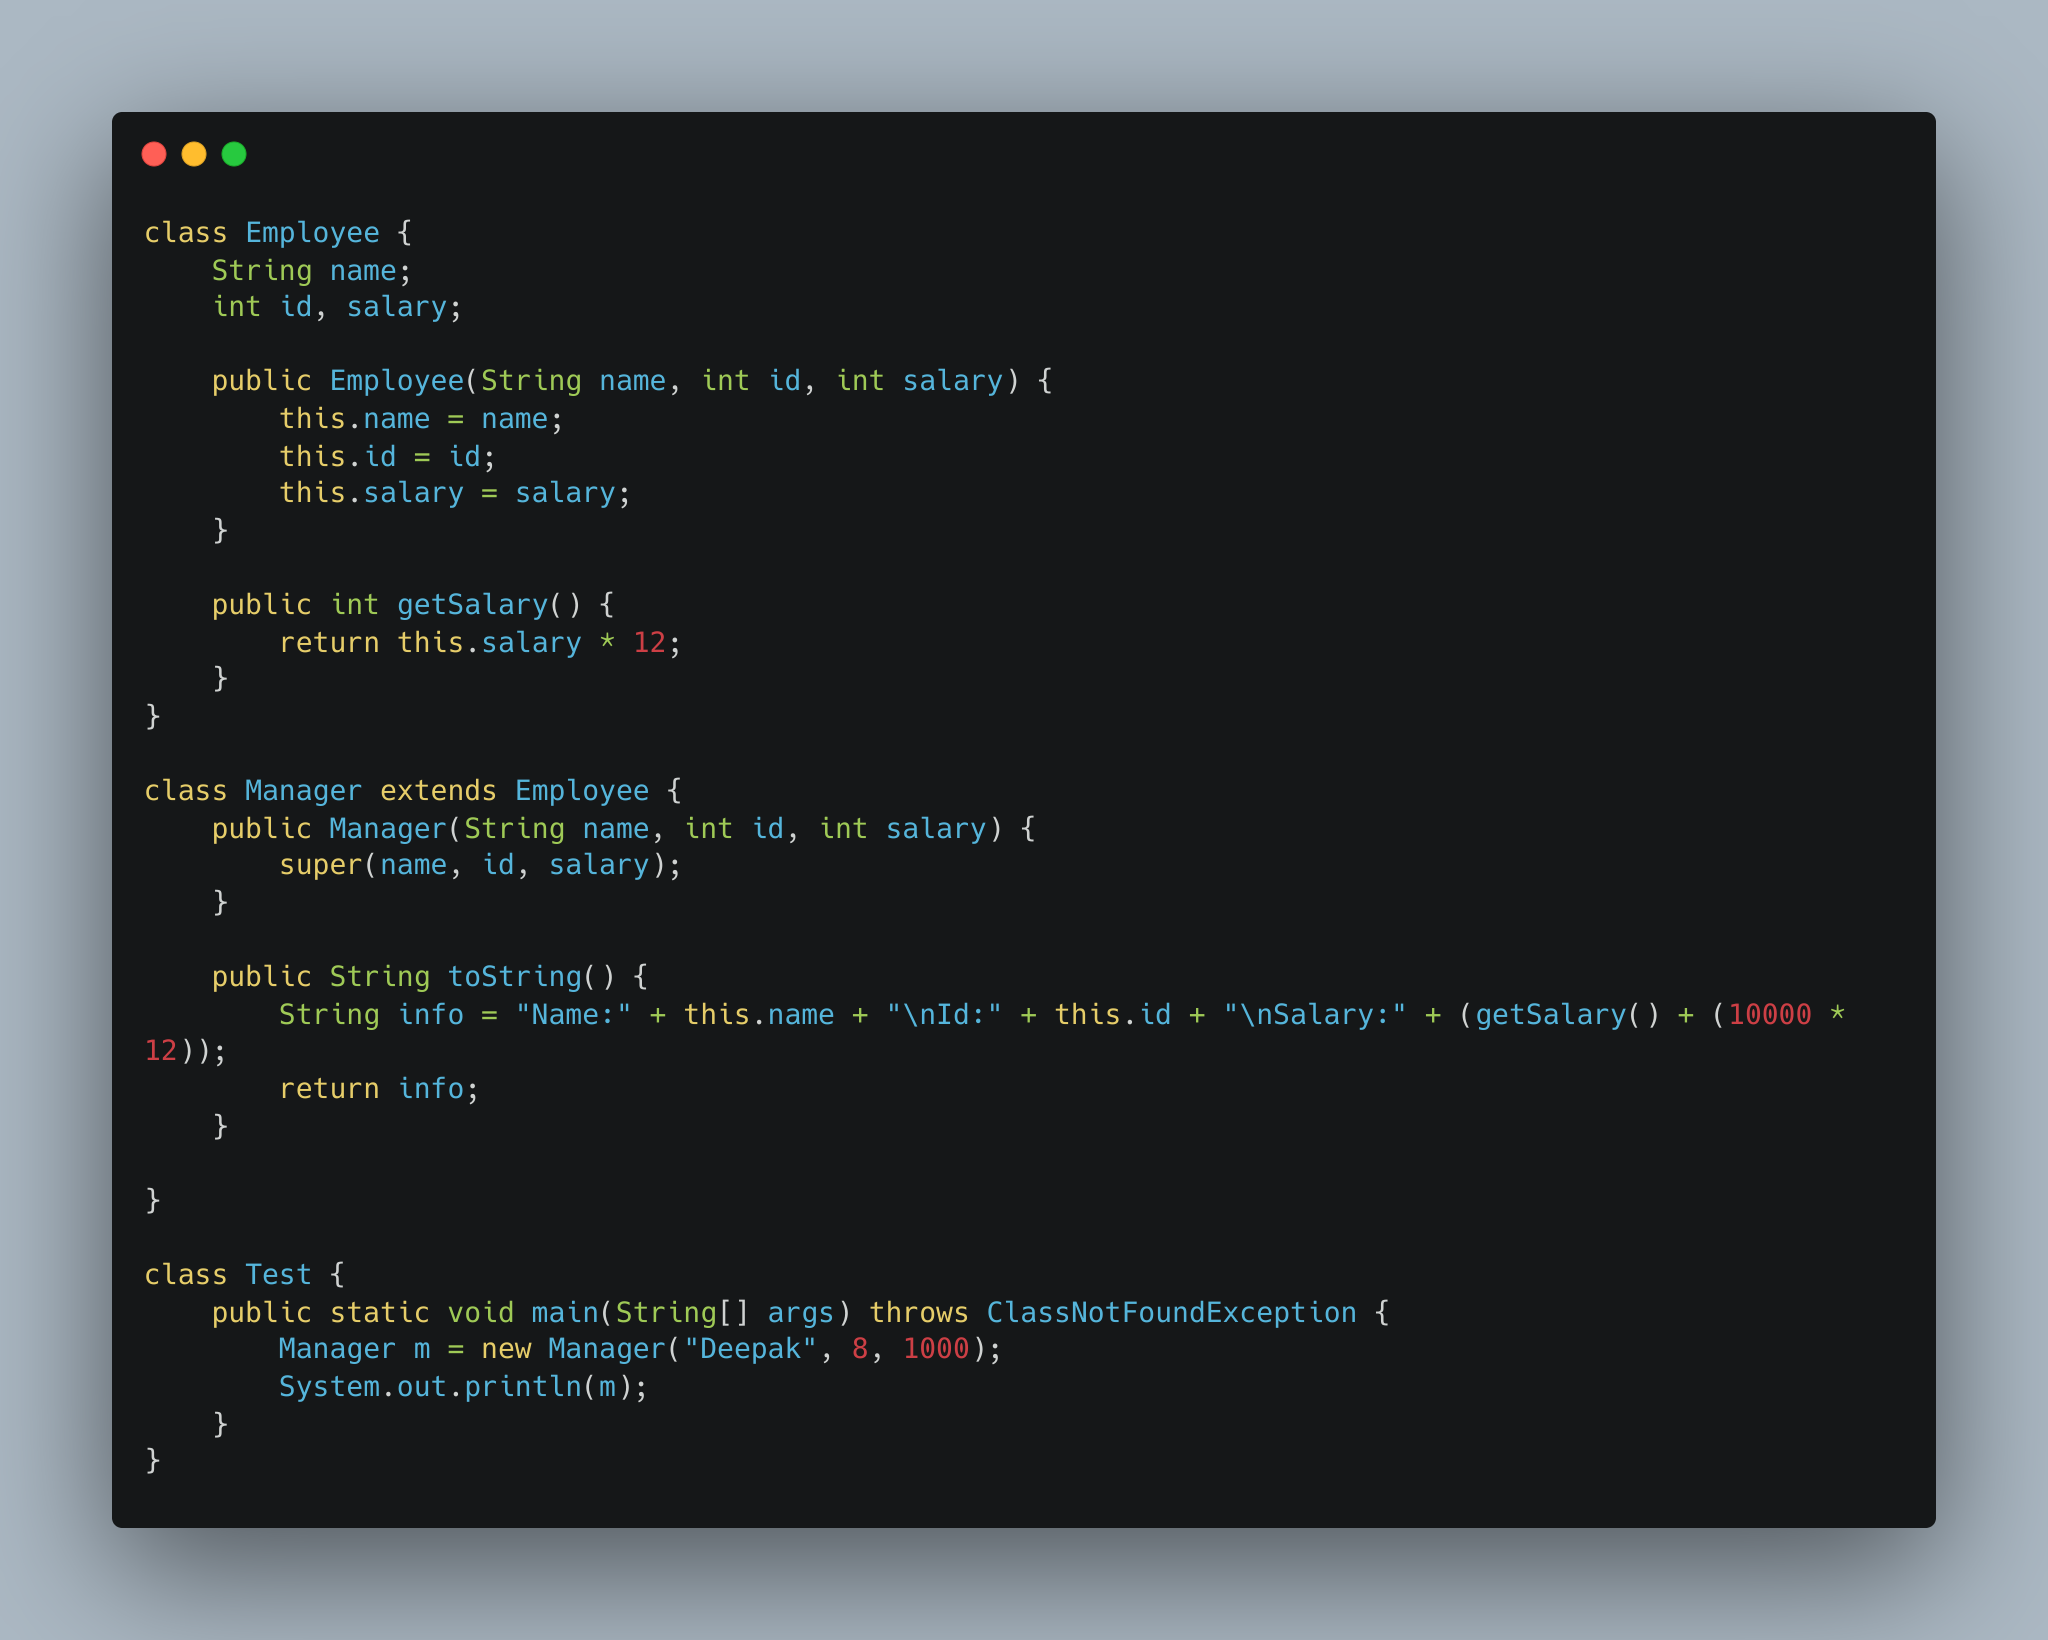 class Employee {
    String name;
    int id, salary;

    public Employee(String name, int id, int salary) {
        this.name = name;
        this.id = id;
        this.salary = salary;
    }

    public int getSalary() {
        return this.salary * 12;
    }
}

class Manager extends Employee {
    public Manager(String name, int id, int salary) {
        super(name, id, salary);
    }

    public String toString() {
        String info = "Name:" + this.name + "\nId:" + this.id + "\nSalary:" + (getSalary() + (10000 *
12));
        return info;
    }

}

class Test {
    public static void main(String[] args) throws ClassNotFoundException {
        Manager m = new Manager("Deepak", 8, 1000);
        System.out.println(m);
    }
}